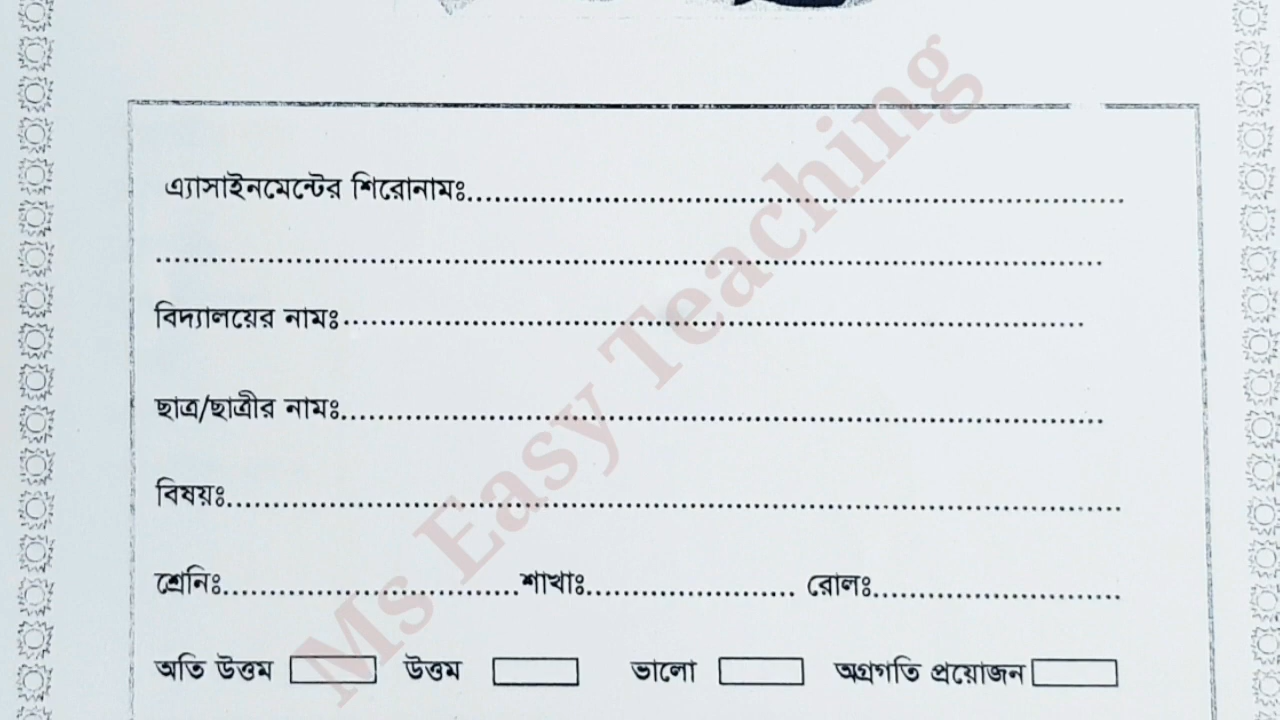 এ্যাসাইনমেন্টের শিরোনামঃ..........................................................................................
..........................................................................................................................
বিদ্যালয়ের নামঃ..........................................................................................
ছাত্র/ছাত্রীর নামঃ..........................................................................................
বিষয়ঃ..........................................................................................................
শ্রেনিঃ.................................শাখাঃ....................... রোলঃ...........................
অতি উত্তম উত্তম ভালো অগ্রগতি প্রয়োজন
Ms Easy Teaching